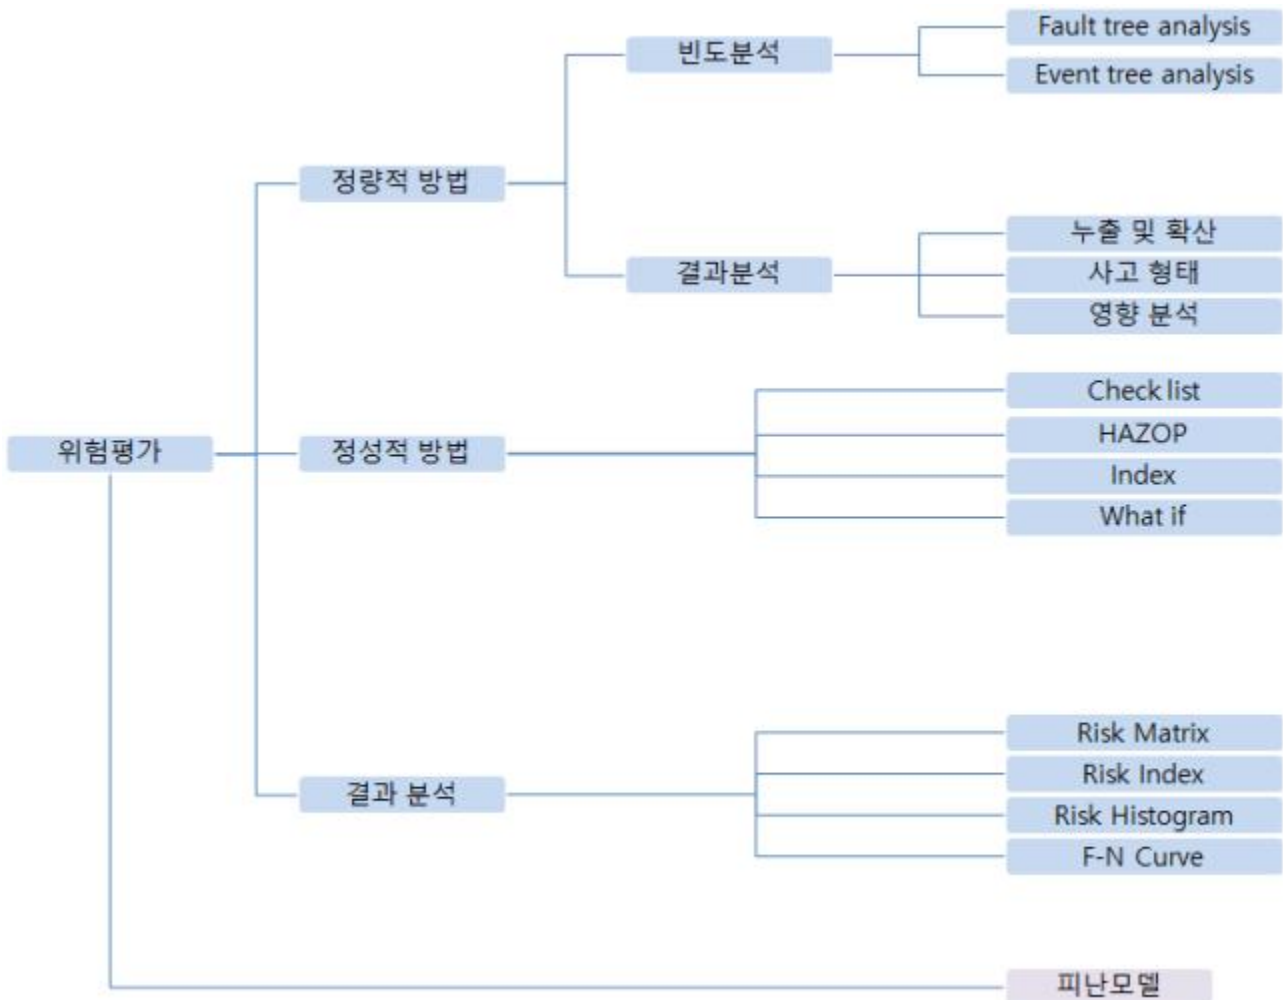 Fault tree analysis
빈도분석
Event tree analysis
정량적 방법
누출 및 확산
결과분석
사고 형태
영향 분석
Check list
HAZOP
위험평가
정성적 방법
Index
What if
Risk Matrix
Risk Index
결과 분석
Risk Histogram
F-N Curve
피난모델